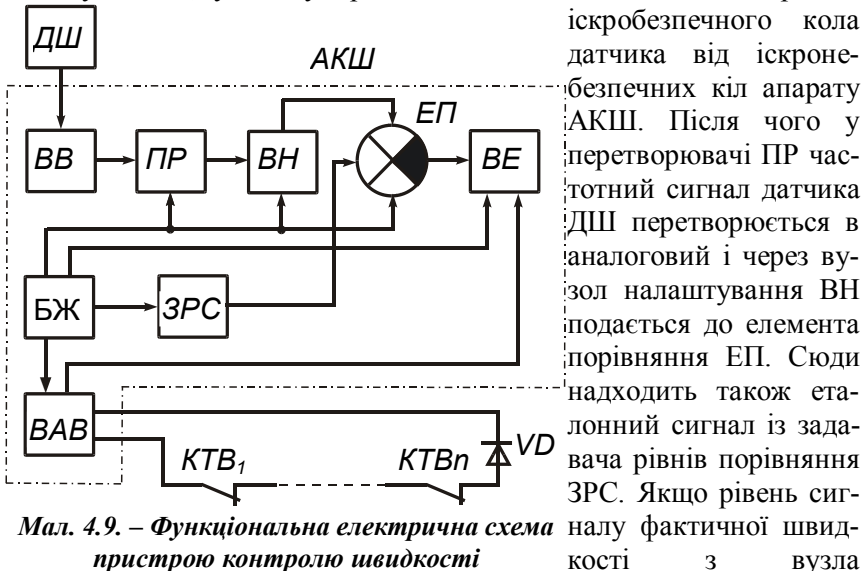 ДШ
АКШ
ЕП
ВВ
ПР
ВН
ВЕ
БЖ
ЗРС
ВАВ
КТВ₁
КТВn
VD
Мал. 4.9. – Функціональна електрична схема
пристрою контролю швидкості
іскробезпечного кола
датчика від іскроне-
безпечних кіл апарату
АКШ. Після чого у
перетворювачі ПР час-
тотний сигнал датчика
ДШ перетворюється в
аналоговий і через ву-
зол налаштування ВН
подається до елемента
порівняння ЕП. Сюди
надходить також ета-
лонний сигнал із зада-
вача рівнів порівняння
ЗРС. Якщо рівень сиг-
налу фактичної швид-
кості з вузла